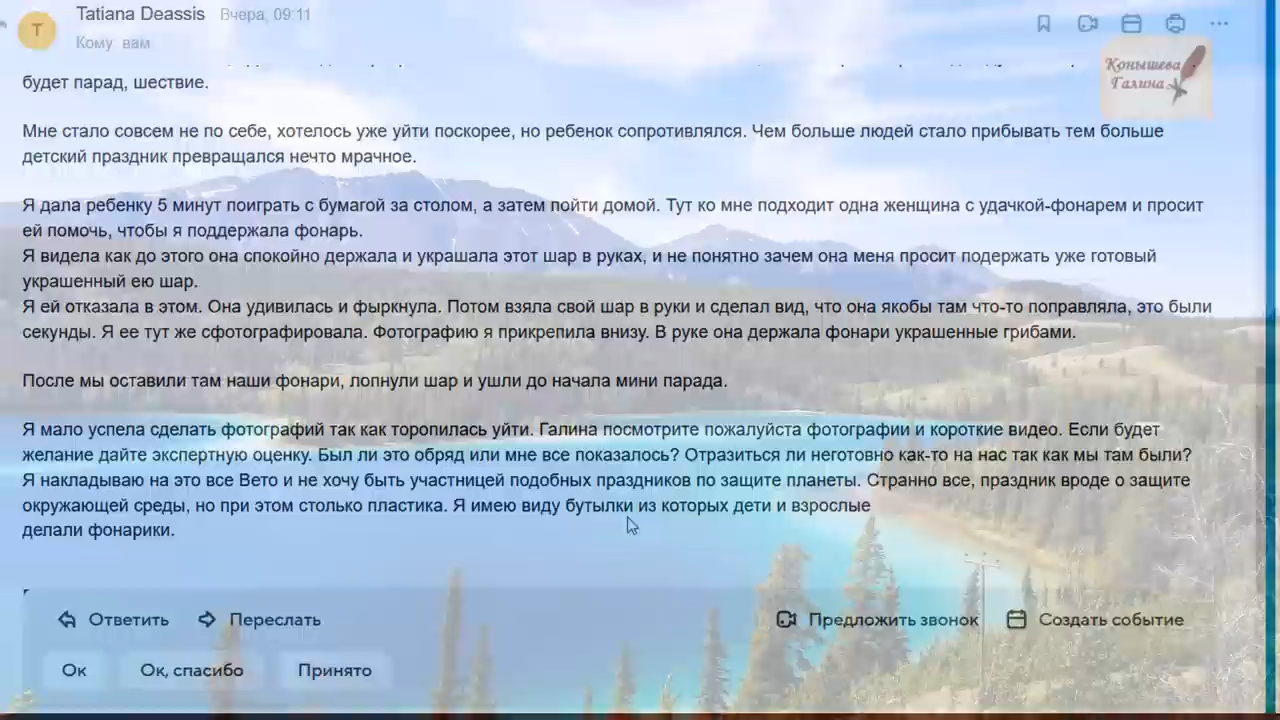 Tatiana Deassis Вчера, 09:11
Т
Кому вам
Конышева
Галина
будет парад, шествие.
Мне стало совсем не по себе, хотелось уже уйти поскорее, но ребенок сопротивлялся. Чем больше людей стало прибывать тем больше
детский праздник превращался нечто мрачное.
Я дала ребенку 5 минут поиграть с бумагой за столом, а затем пойти домой. Тут ко мне подходит одна женщина с удачкой-фонарем и просит
ей помочь, чтобы я поддержала фонарь.
Я видела как до этого она спокойно держала и украшала этот шар в руках, и не понятно зачем она меня просит подержать уже готовый
украшенный ею шар.
Я ей отказала в этом. Она удивилась и фыркнула. Потом взяла свой шар в руки и сделал вид, что она якобы там что-то поправляла, это были
секунды. Я ее тут же сфотографировала. Фотографию я прикрепила внизу. В руке она держала фонари украшенные грибами.
После мы оставили там наши фонари, лопнули шар и ушли до начала мини парада.
Я мало успела сделать фотографий так как торопилась уйти. Галина посмотрите пожалуйста фотографии и короткие видео. Если будет
желание дайте экспертную оценку. Был ли это обряд или мне все показалось? Отразиться ли неготовно как-то на нас так как мы там были?
Я накладываю на это все Вето и не хочу быть участницей подобных праздников по защите планеты. Странно все, праздник вроде о защите
окружающей среды, но при этом столько пластика. Я имею виду бутылки из которых дети и взрослые
делали фонарики.
Ответить Переслать Предложить звонок Создать событие
Ок Ок, спасибо Принято